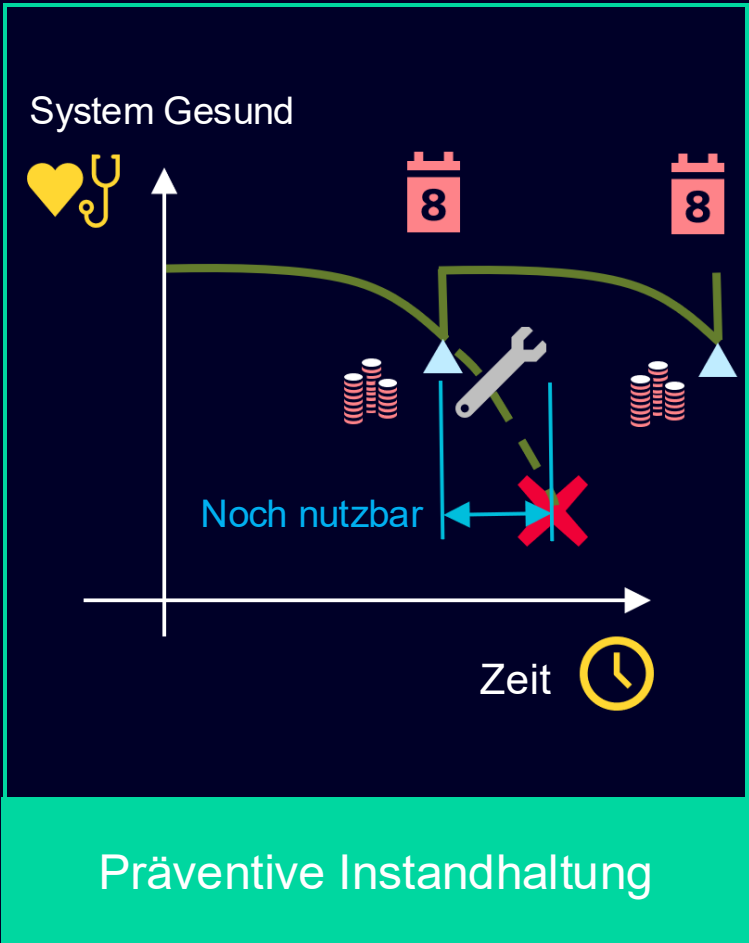 System Gesund
8
8
Noch nutzbar
Zeit
Präventive Instandhaltung